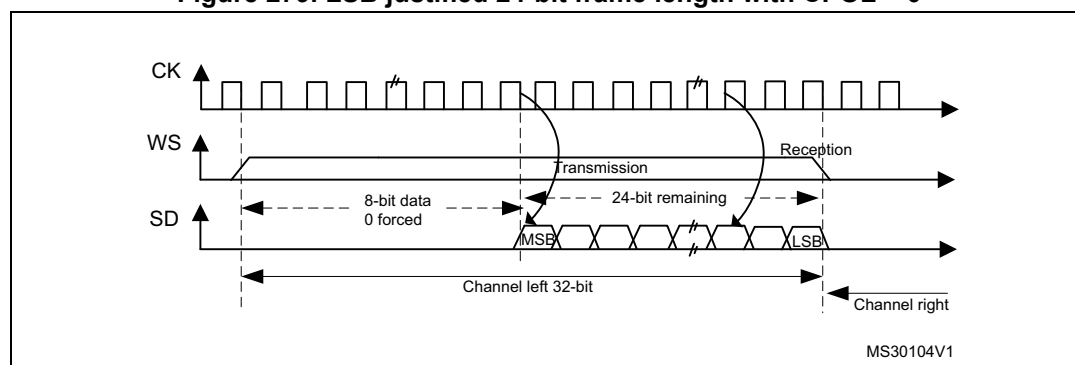 CK
WS
Reception
Transmission
8-bit data
0 forced
24-bit remaining
SD
MSB
LSB
Channel left 32-bit
Channel right
MS30104V1